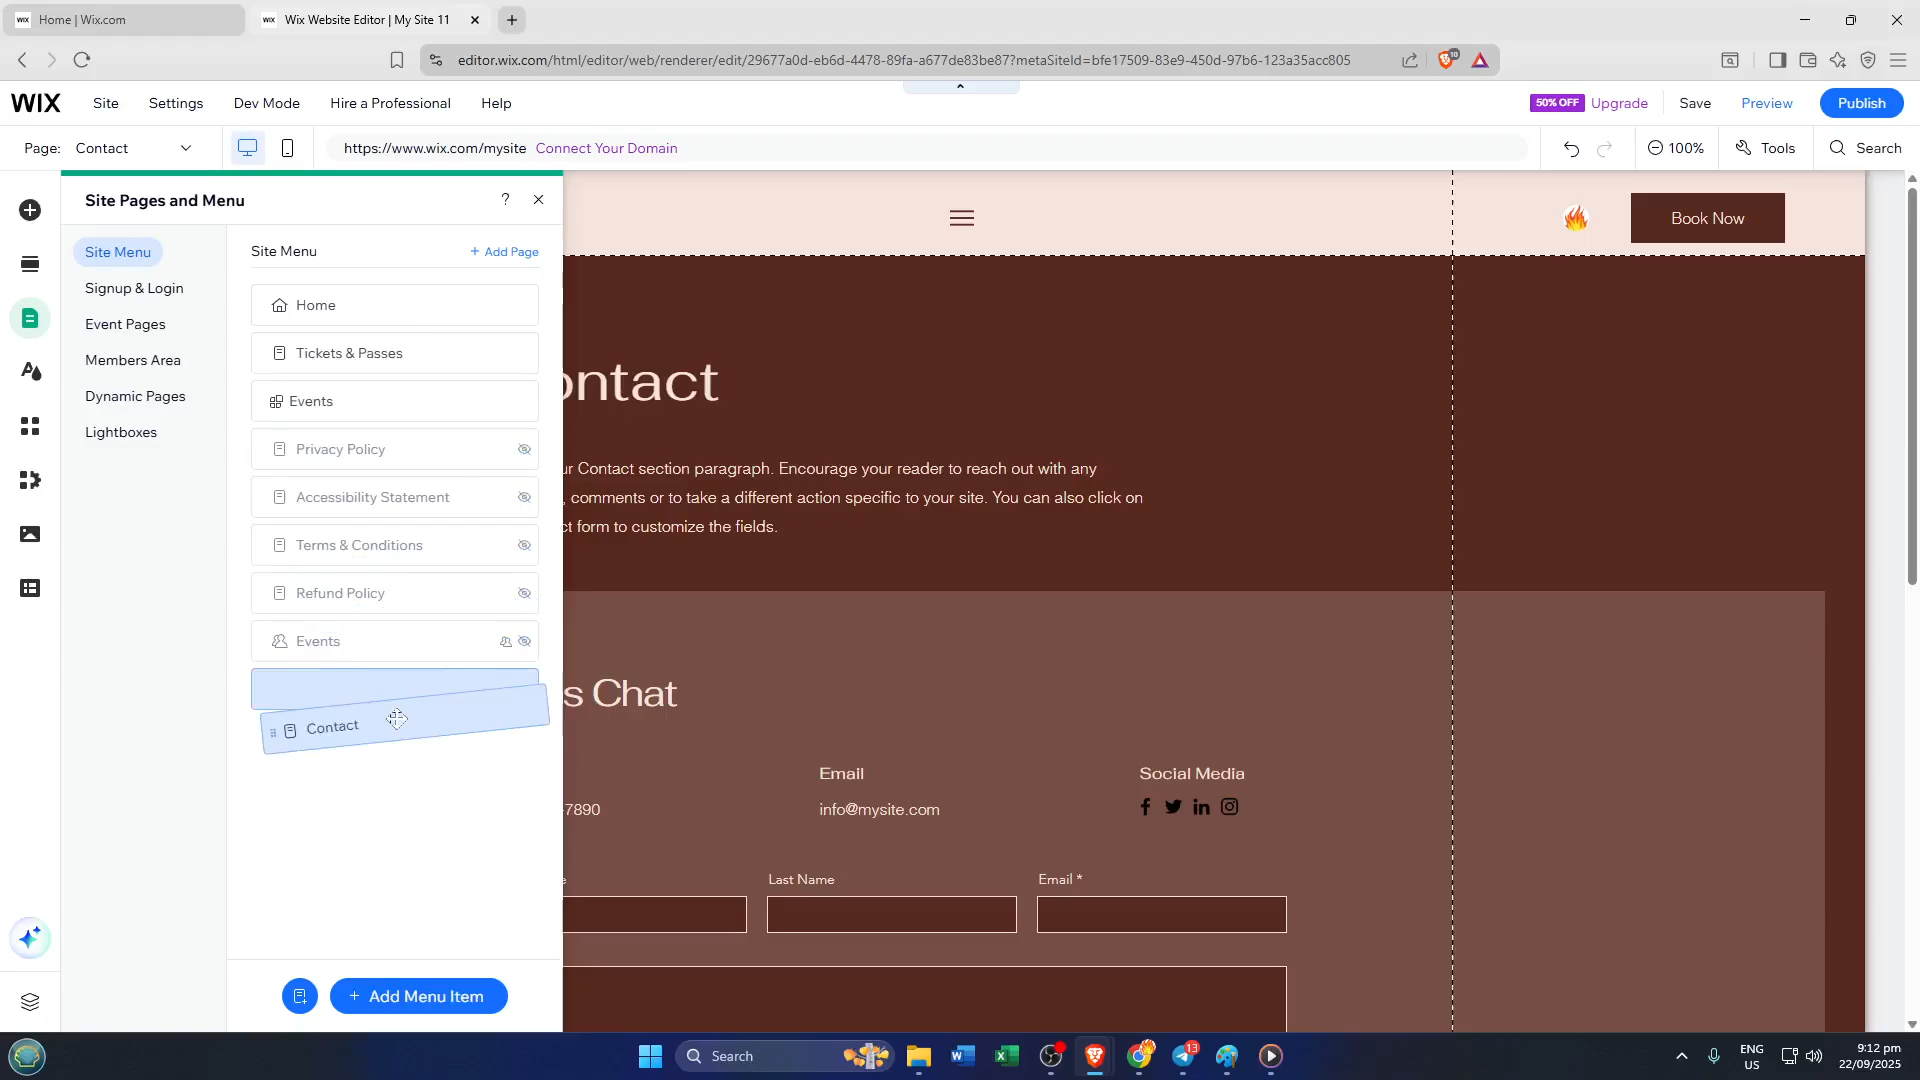 WIX Home | Wix.com
WIX Wix Website Editor | My Site 11
editor.wix.com/html/editor/web/renderer/edit/29677a0d-eb6d-4478-89fa-a677de83be87?metaSiteId=bfe17509-83e9-450d-97b6-123a35acc805
10
WIX Site Settings Dev Mode Hire a Professional Help
50% OFF Upgrade Save Preview Publish
Page: Contact
https://www.wix.com/mysite Connect Your Domain
100% Tools Search
Site Pages and Menu ?
Site Menu
Signup & Login
Event Pages
Members Area
Dynamic Pages
Lightboxes
Site Menu + Add Page
Home
Tickets & Passes
Events
Privacy Policy
Accessibility Statement
Terms & Conditions
Refund Policy
Events
Contact
+ Add Menu Item
Book Now
ontact
ur Contact section paragraph. Encourage your reader to reach out with any
, comments or to take a different action specific to your site. You can also click on
ct form to customize the fields.
s Chat
Email
Social Media
-7890
info@mysite.com
e
Last Name
Email *
Search
13
ENG
US
9:12 pm
22/09/2025